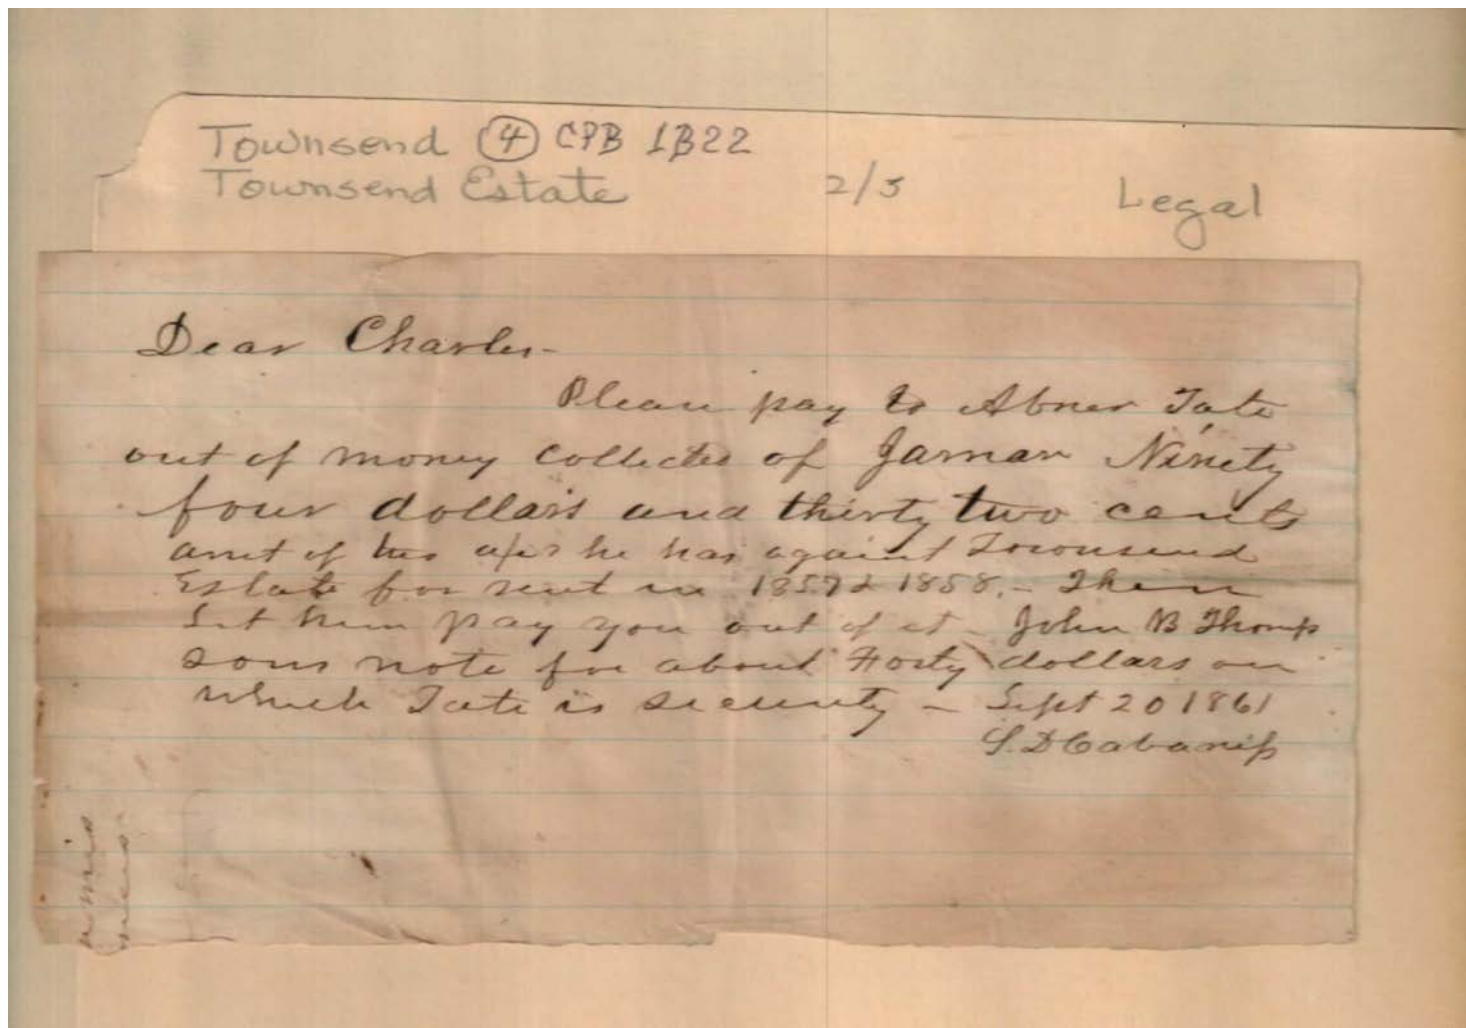 Townsend (4) CPB 1B22
Townsend Estate 2/3 Legal
Dear Charles-
Please pay to Abner Tate
out of money collected of Jarman Ninety
four dollars and thirty two cents
amt of his a/c he has against Townsend
Estate for rent in 1857 & 1858. - Then
let him pay you out of it - John B Thomp
sons note for about Forty dollars on
which Tate is security - Sept 20 1861
S. D Cabaniss